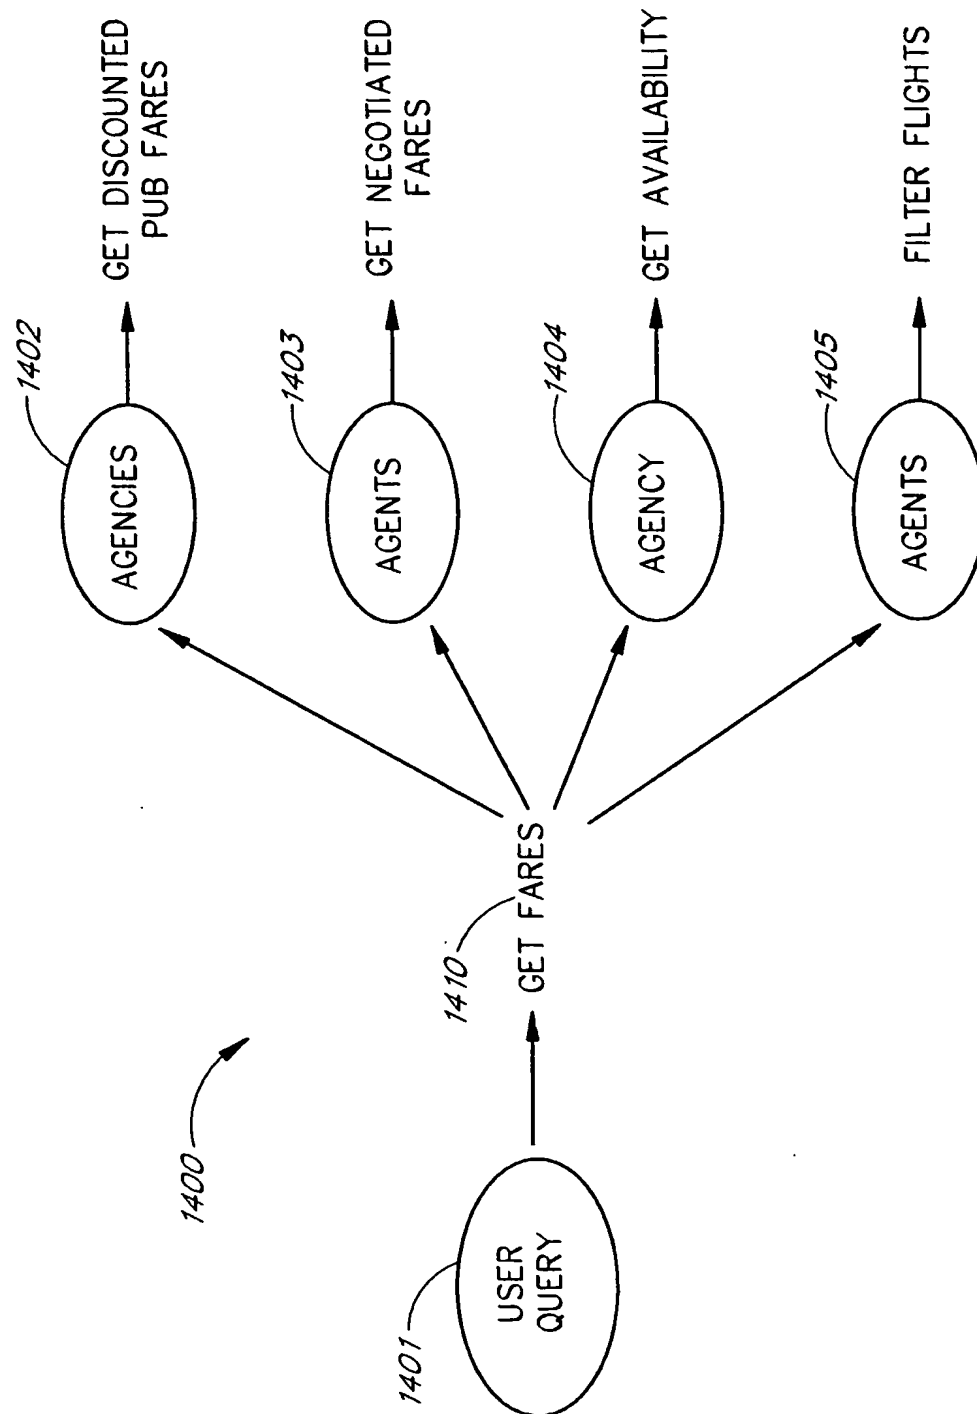 1400
1401
USER
QUERY
1410
GET FARES
1402
AGENCIES
GET DISCOUNTED
PUB FARES
1403
AGENTS
GET NEGOTIATED
FARES
1404
AGENCY
GET AVAILABILITY
1405
AGENTS
FILTER FLIGHTS